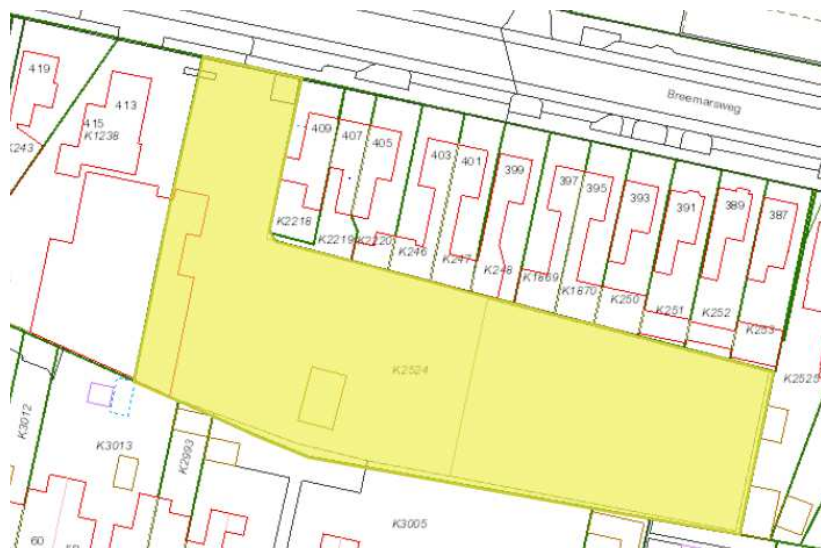 Breemarsweg
419
413
415
K1238
K243
409
407
405
403
401
399
397
395
393
391
389
387
K2218
K2219
K2220
K246
K247
K248
K1869
K1870
K250
K251
K252
K253
K2524
K2525
K3012
K3013
K2993
K3005
60